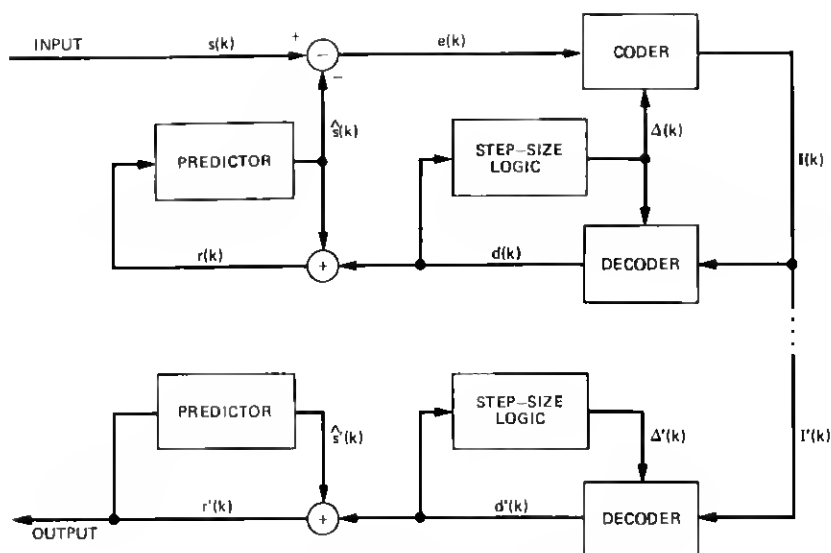 INPUT
s(k)
+
−
−
e(k)
CODER
ŝ(k)
PREDICTOR
STEP–SIZE
LOGIC
Δ(k)
I(k)
r(k)
+
d(k)
DECODER
PREDICTOR
ŝ'(k)
STEP–SIZE
LOGIC
Δ'(k)
I'(k)
r'(k)
+
d'(k)
DECODER
OUTPUT